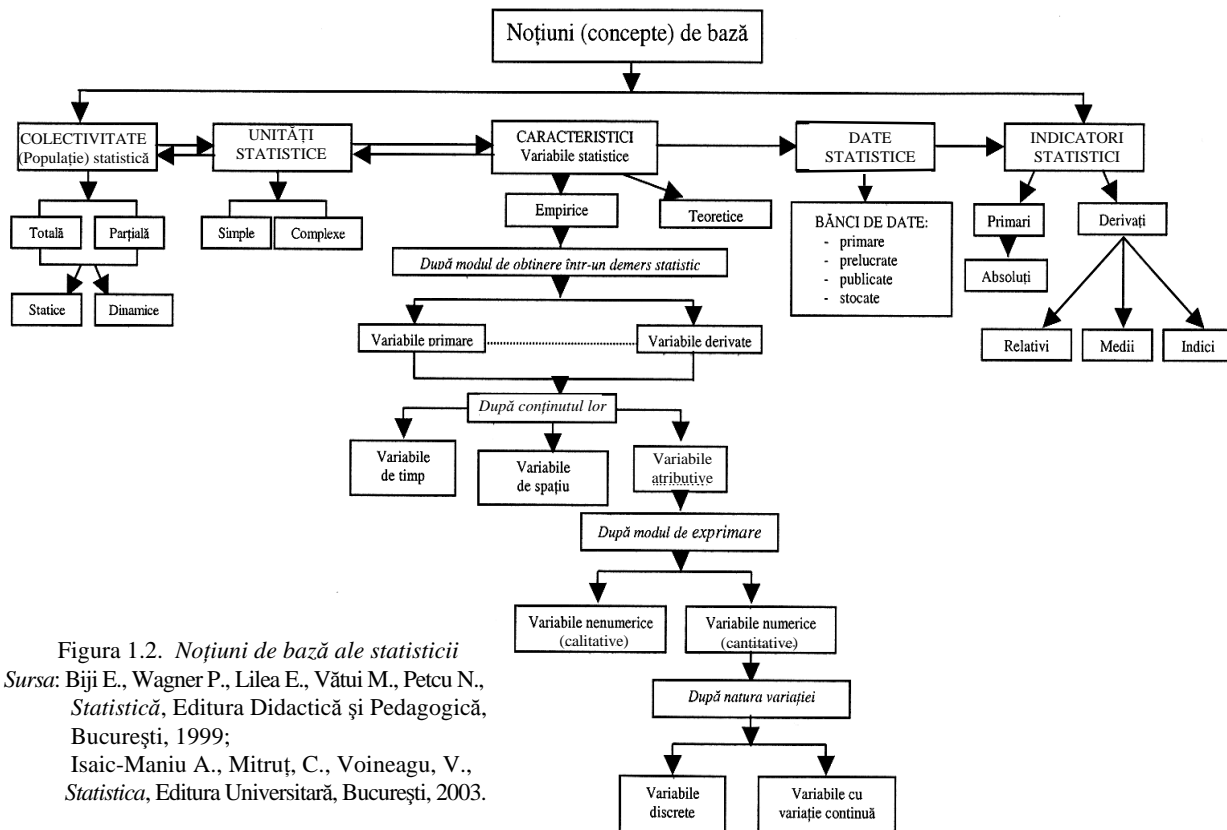 Noțiuni (concepte) de bază
COLECTIVITATE
(Populație) statistică
UNITĂȚI
STATISTICE
CARACTERISTICI
Variabile statistice
DATE
STATISTICE
INDICATORI
STATISTICI
Totală
Parțială
Simple
Complexe
Empirice
Teoretice
BĂNCI DE DATE:
- primare
- prelucrate
- publicate
- stocate
Primari
Derivați
După modul de obținere într-un demers statistic
Absoluți
Statice
Dinamice
Variabile primare
Variabile derivate
Relativi
Medii
Indici
După conținutul lor
Variabile
de timp
Variabile
de spațiu
Variabile
atributive
După modul de exprimare
Variabile nenumerice
(calitative)
Variabile numerice
(cantitative)
După natura variației
Variabile
discrete
Variabile cu
variație continuă
Figura 1.2. Noțiuni de bază ale statisticii
Sursa: Biji E., Wagner P., Lilea E., Vătui M., Petcu N.,
Statistică, Editura Didactică și Pedagogică,
București, 1999;
Isaic-Maniu A., Mitruț, C., Voineagu, V.,
Statistica, Editura Universitară, București, 2003.